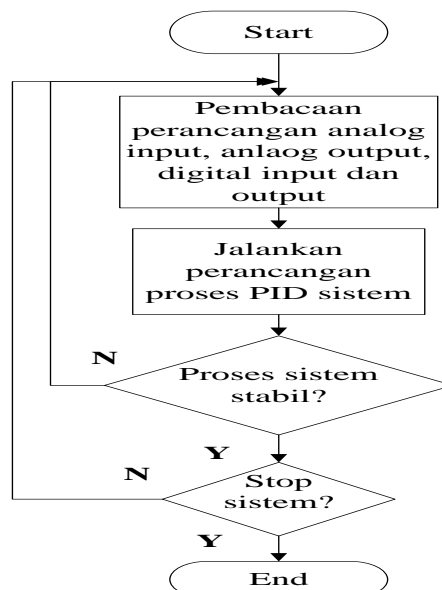 Start
Pembacaan
perancangan analog
input, anlaog output,
digital input dan
output
Jalankan
perancangan
proses PID sistem
N
Proses sistem
stabil?
Y
N
Stop
sistem?
Y
End